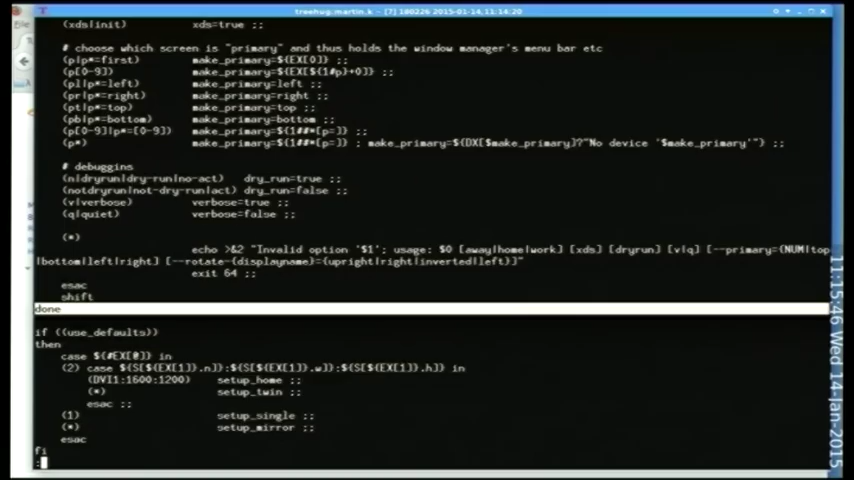 treehug:martin.k - [7] 180226 2015-01-14,11:14:20
(xds|init) xds=true ;;
# choose which screen is "primary" and thus holds the window manager's menu bar etc
(p|p*=first) make_primary=${EX[0]} ;;
(p[0-9]) make_primary=${EX[${1#p}+0]} ;;
(pl|p*=left) make_primary=left ;;
(pr|p*=right) make_primary=right ;;
(pt|p*=top) make_primary=top ;;
(pb|p*=bottom) make_primary=bottom ;;
(p[0-9]|p*=[0-9]) make_primary=${1##*[p=]} ;;
(p*) make_primary=${1##*[p=]} ; make_primary=${DX[$make_primary]?"No device '$make_primary'"} ;;
# debuggins
(n|dryrun|dry-run|no-act) dry_run=true ;;
(notdryrun|not-dry-run|act) dry_run=false ;;
(v|verbose) verbose=true ;;
(q|quiet) verbose=false ;;
(*)
echo >&2 "Invalid option '$1'; usage: $0 [away|home|work] [xds] [dryrun] [v|q] [--primary={NUM|top
|bottom|left|right] [--rotate-{displayname}={upright|right|inverted|left}]"
exit 64 ;;
esac
shift
done
if ((use_defaults))
then
case ${#EX[@]} in
(2) case ${S[${EX[1]}.n]}:${S[${EX[1]}.w]}:${S[${EX[1]}.h]} in
(DVI1:1600:1200) setup_home ;;
(*) setup_twin ;;
esac ;;
(1) setup_single ;;
(*) setup_mirror ;;
esac
fi
:
11:15:46 Wed 14-Jan-2015